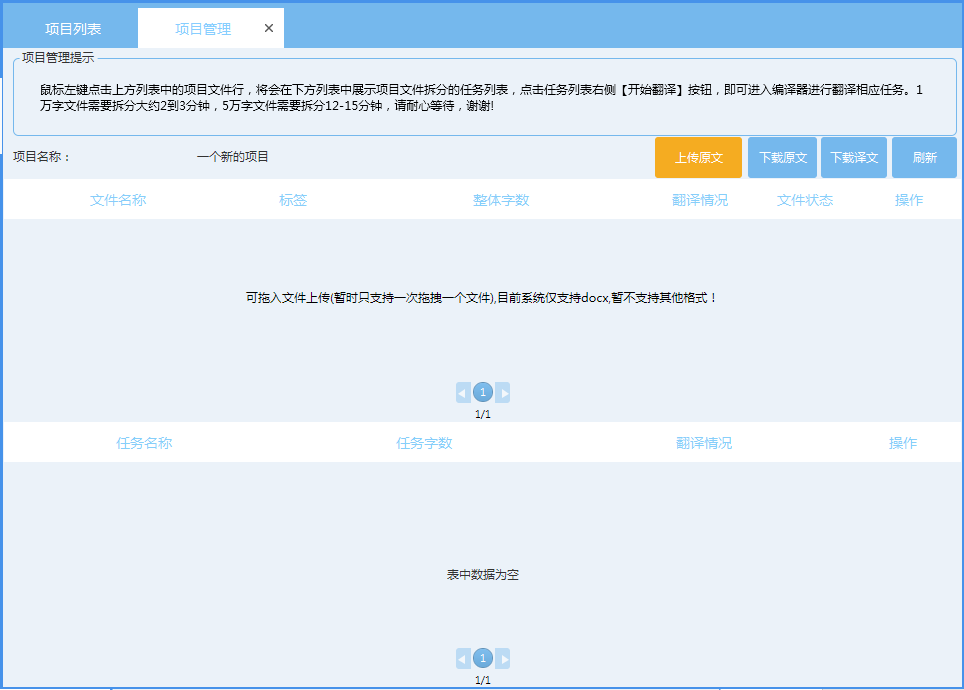 项目列表 项目管理 ×
项目管理提示
鼠标左键点击上方列表中的项目文件行，将会在下方列表中展示项目文件拆分的任务列表，点击任务列表右侧【开始翻译】按钮，即可进入编译器进行翻译相应任务。1
万字文件需要拆分大约2到3分钟，5万字文件需要拆分12-15分钟，请耐心等待，谢谢!
项目名称： 一个新的项目 上传原文 下载原文 下载译文 刷新
文件名称 标签 整体字数 翻译情况 文件状态 操作
可拖入文件上传(暂时只支持一次拖拽一个文件),目前系统仅支持docx,暂不支持其他格式！
1
1/1
任务名称 任务字数 翻译情况 操作
表中数据为空
1
1/1